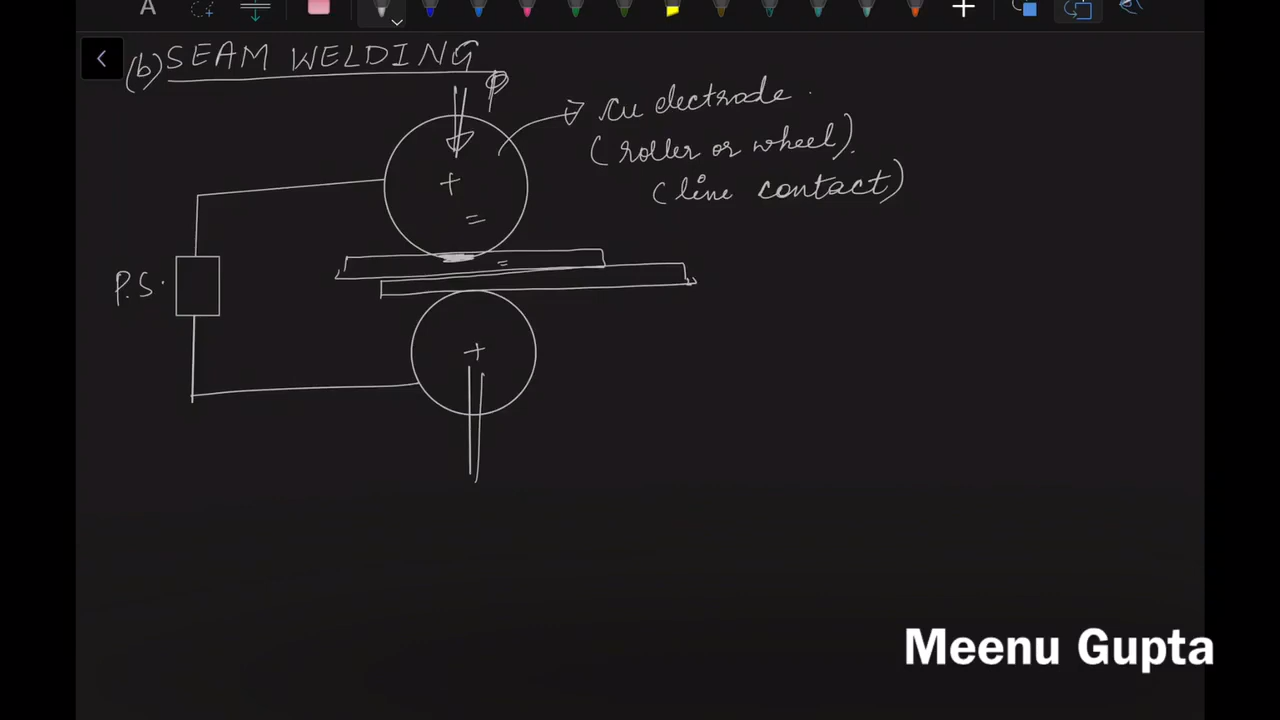 A
(b) SEAM WELDING
P
Cu electrode
(roller or wheel).
(line contact)
P.S.
Meenu Gupta